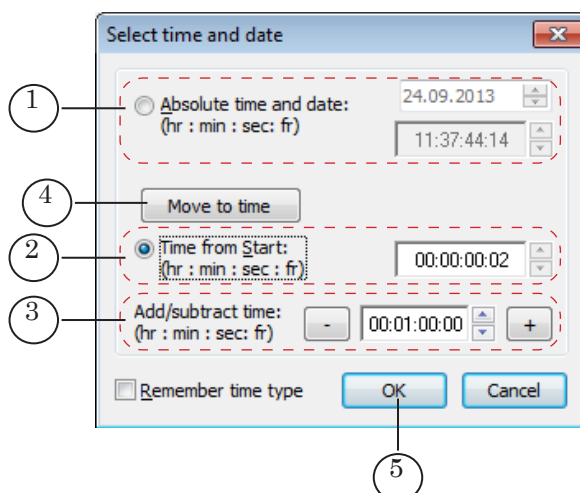 Select time and date
1
Absolute time and date:
(hr : min : sec: fr)
24.09.2013
11:37:44:14
4
Move to time
2
Time from Start:
(hr : min : sec : fr)
00:00:00:02
3
Add/subtract time:
(hr : min : sec: fr)
-
00:01:00:00
+
Remember time type
OK
Cancel
5